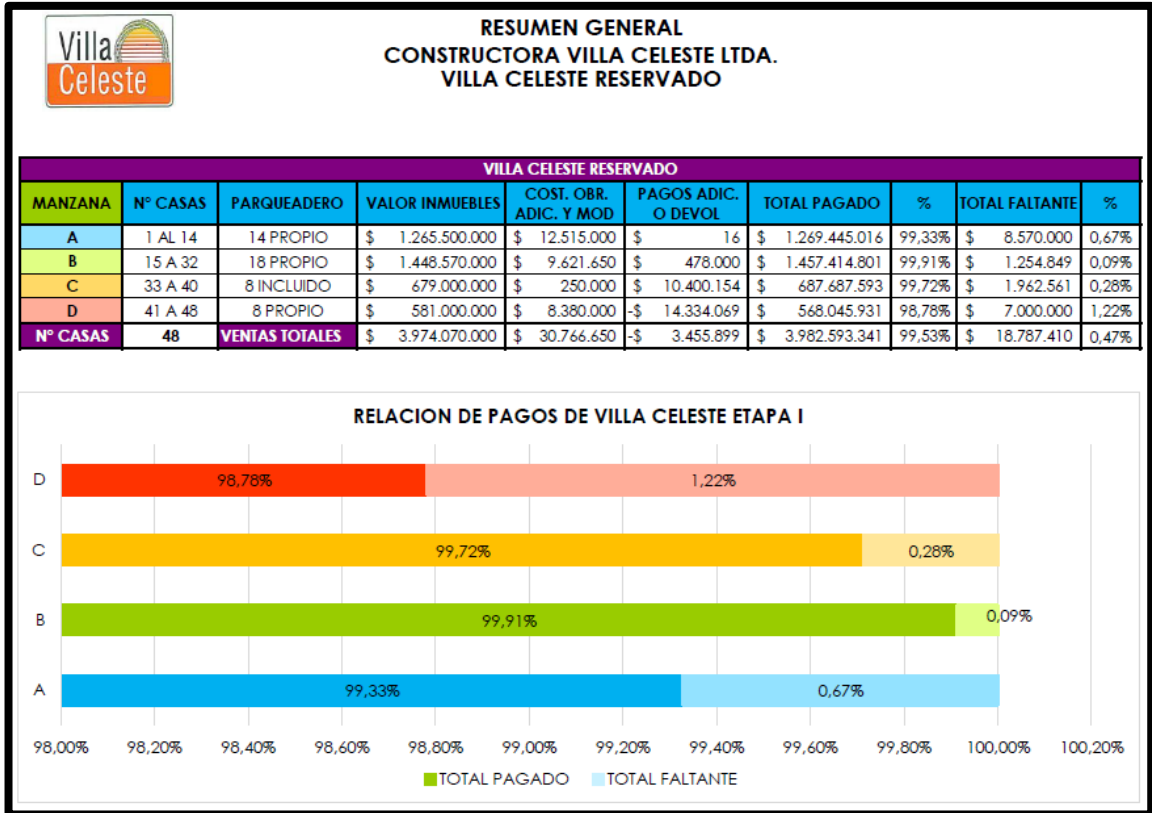 Villa
Celeste
RESUMEN GENERAL
CONSTRUCTORA VILLA CELESTE LTDA.
VILLA CELESTE RESERVADO
VILLA CELESTE RESERVADO
MANZANA N° CASAS PARQUEADERO VALOR INMUEBLES COST. OBR. ADIC. Y MOD PAGOS ADIC. O DEVOL TOTAL PAGADO % TOTAL FALTANTE %
A 1 AL 14 14 PROPIO $ 1.265.500.000 $ 12.515.000 $ 16 $ 1.269.445.016 99,33% $ 8.570.000 0,67%
B 15 A 32 18 PROPIO $ 1.448.570.000 $ 9.621.650 $ 478.000 $ 1.457.414.801 99,91% $ 1.254.849 0,09%
C 33 A 40 8 INCLUIDO $ 679.000.000 $ 250.000 $ 10.400.154 $ 687.687.593 99,72% $ 1.962.561 0,28%
D 41 A 48 8 PROPIO $ 581.000.000 $ 8.380.000 -$ 14.334.069 $ 568.045.931 98,78% $ 7.000.000 1,22%
N° CASAS 48 VENTAS TOTALES $ 3.974.070.000 $ 30.766.650 -$ 3.455.899 $ 3.982.593.341 99,53% $ 18.787.410 0,47%
RELACION DE PAGOS DE VILLA CELESTE ETAPA I
D 98,78% 1,22%
C 99,72% 0,28%
B 99,91% 0,09%
A 99,33% 0,67%
98,00% 98,20% 98,40% 98,60% 98,80% 99,00% 99,20% 99,40% 99,60% 99,80% 100,00% 100,20%
TOTAL PAGADO TOTAL FALTANTE